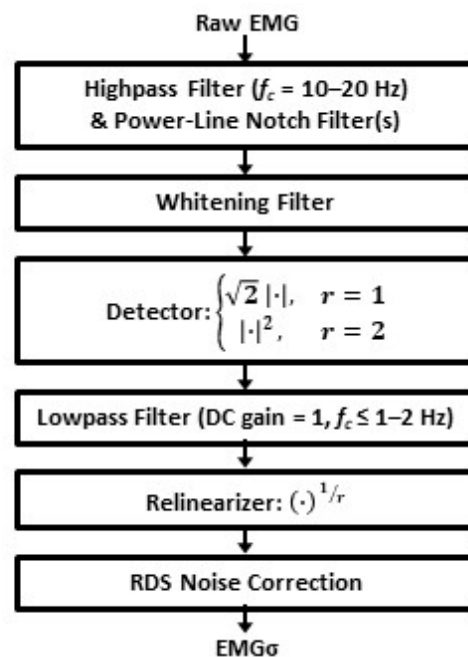 Raw EMG
Highpass Filter (fc = 10–20 Hz)
& Power-Line Notch Filter(s)
Whitening Filter
Detector: {√2 |·|, r = 1
|·|², r = 2
Lowpass Filter (DC gain = 1, fc ≤ 1–2 Hz)
Relinearizer: (·)^1/r
RDS Noise Correction
EMGσ